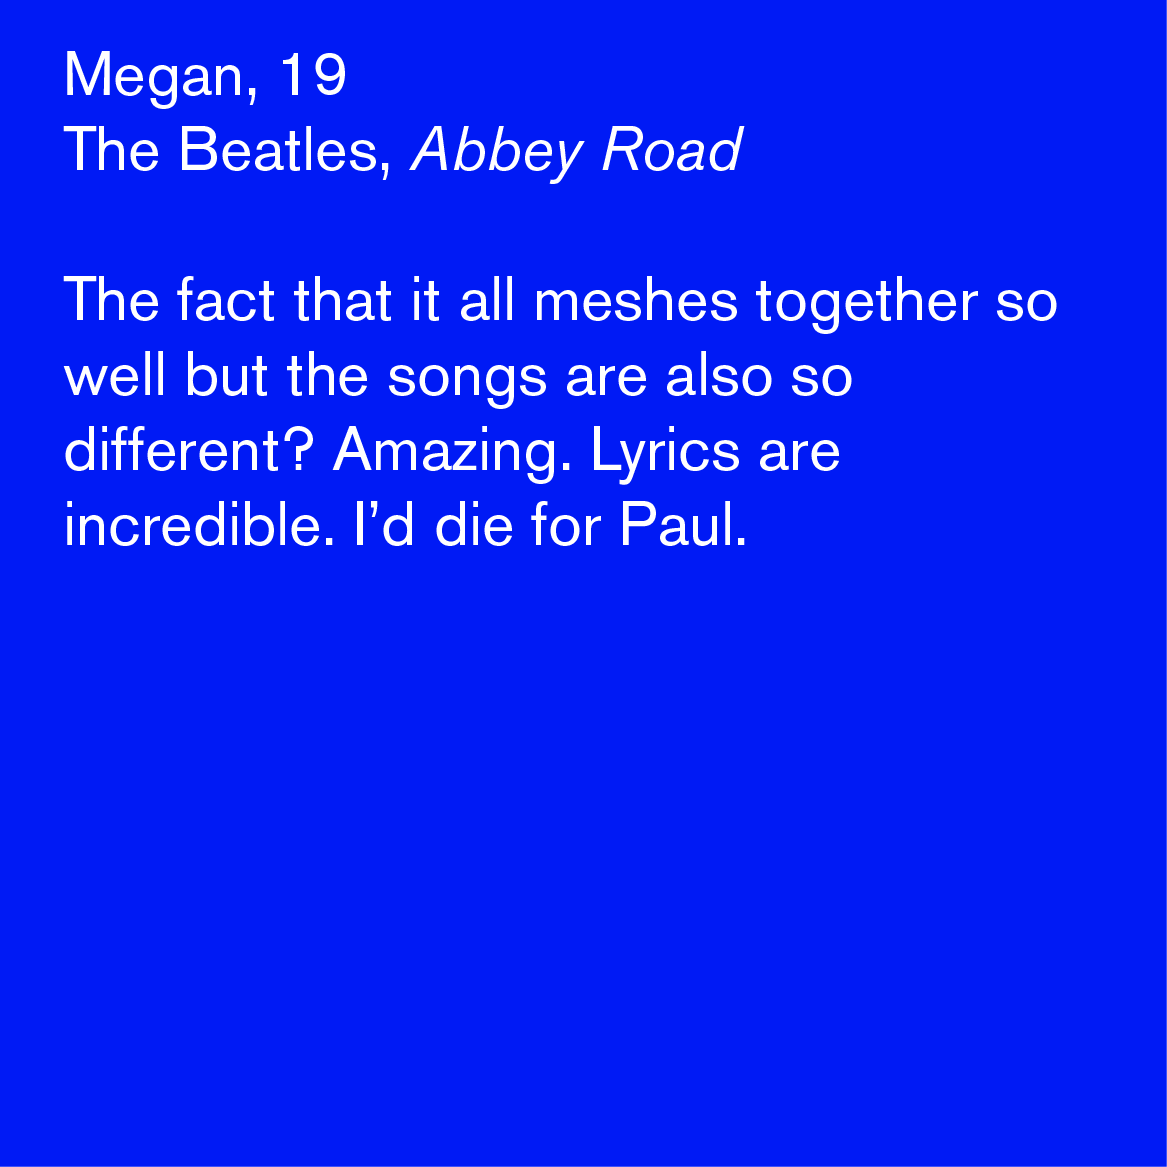 Megan, 19
The Beatles, Abbey Road
The fact that it all meshes together so
well but the songs are also so
different? Amazing. Lyrics are
incredible. I’d die for Paul.